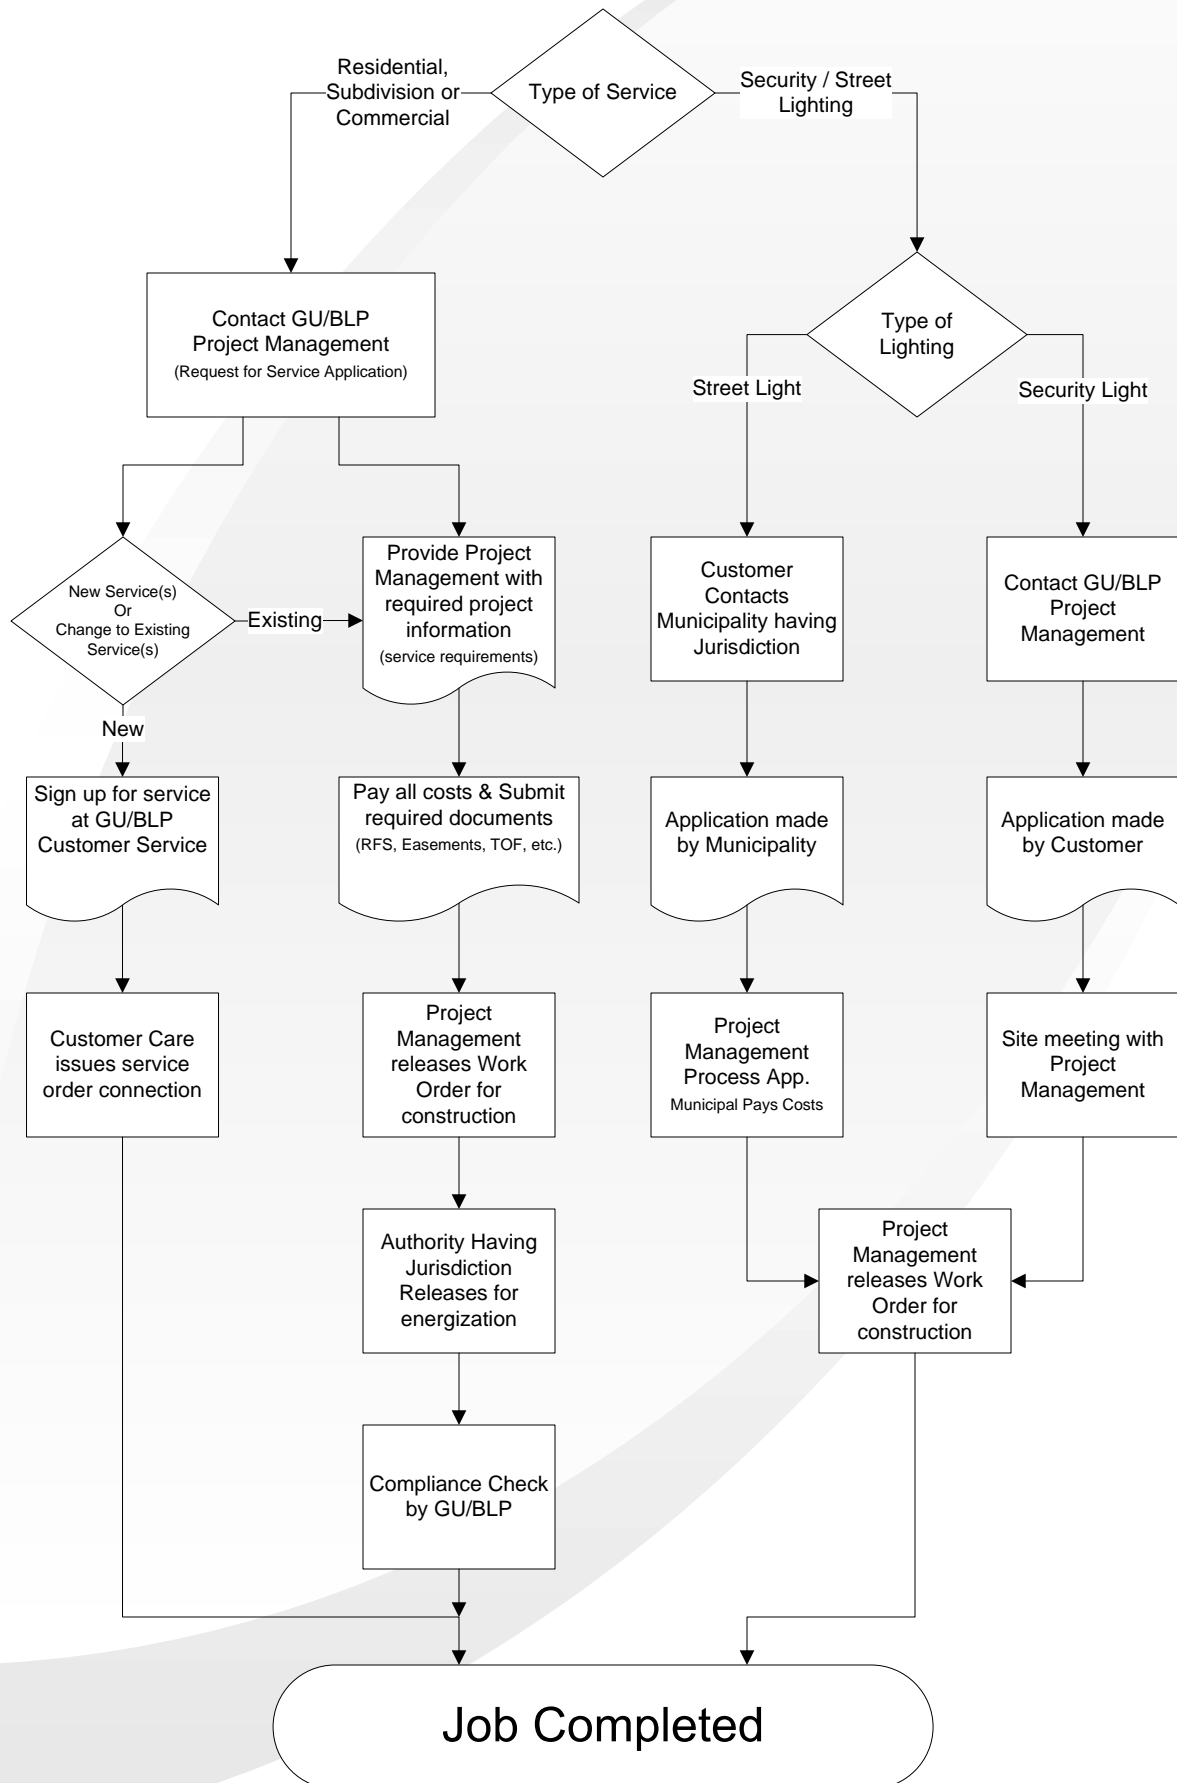 Residential,
Subdivision or
Commercial
Type of Service
Security / Street
Lighting
Contact GU/BLP
Project Management
(Request for Service Application)
Type of
Lighting
Street Light
Security Light
New Service(s)
Or
Change to Existing
Service(s)
Existing
New
Provide Project
Management with
required project
information
(service requirements)
Customer
Contacts
Municipality having
Jurisdiction
Contact GU/BLP
Project
Management
Sign up for service
at GU/BLP
Customer Service
Pay all costs & Submit
required documents
(RFS, Easements, TOF, etc.)
Application made
by Municipality
Application made
by Customer
Customer Care
issues service
order connection
Project
Management
releases Work
Order for
construction
Project
Management
Process App.
Municipal Pays Costs
Site meeting with
Project
Management
Authority Having
Jurisdiction
Releases for
energization
Project
Management
releases Work
Order for
construction
Compliance Check
by GU/BLP
Job Completed